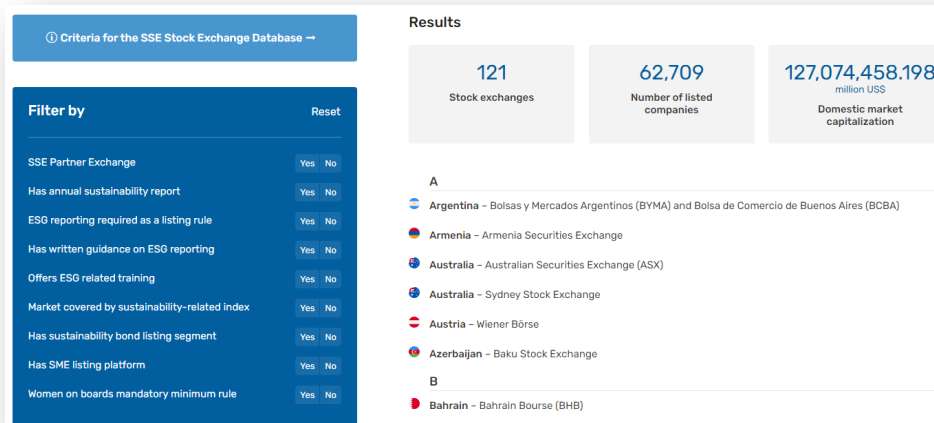 ⓘ Criteria for the SSE Stock Exchange Database →
Filter by
Reset
SSE Partner Exchange Yes No
Has annual sustainability report Yes No
ESG reporting required as a listing rule Yes No
Has written guidance on ESG reporting Yes No
Offers ESG related training Yes No
Market covered by sustainability-related index Yes No
Has sustainability bond listing segment Yes No
Has SME listing platform Yes No
Women on boards mandatory minimum rule Yes No
Results
121
Stock exchanges
62,709
Number of listed
companies
127,074,458.198
million US$
Domestic market
capitalization
A
Argentina – Bolsas y Mercados Argentinos (BYMA) and Bolsa de Comercio de Buenos Aires (BCBA)
Armenia – Armenia Securities Exchange
Australia – Australian Securities Exchange (ASX)
Australia – Sydney Stock Exchange
Austria – Wiener Börse
Azerbaijan – Baku Stock Exchange
B
Bahrain – Bahrain Bourse (BHB)